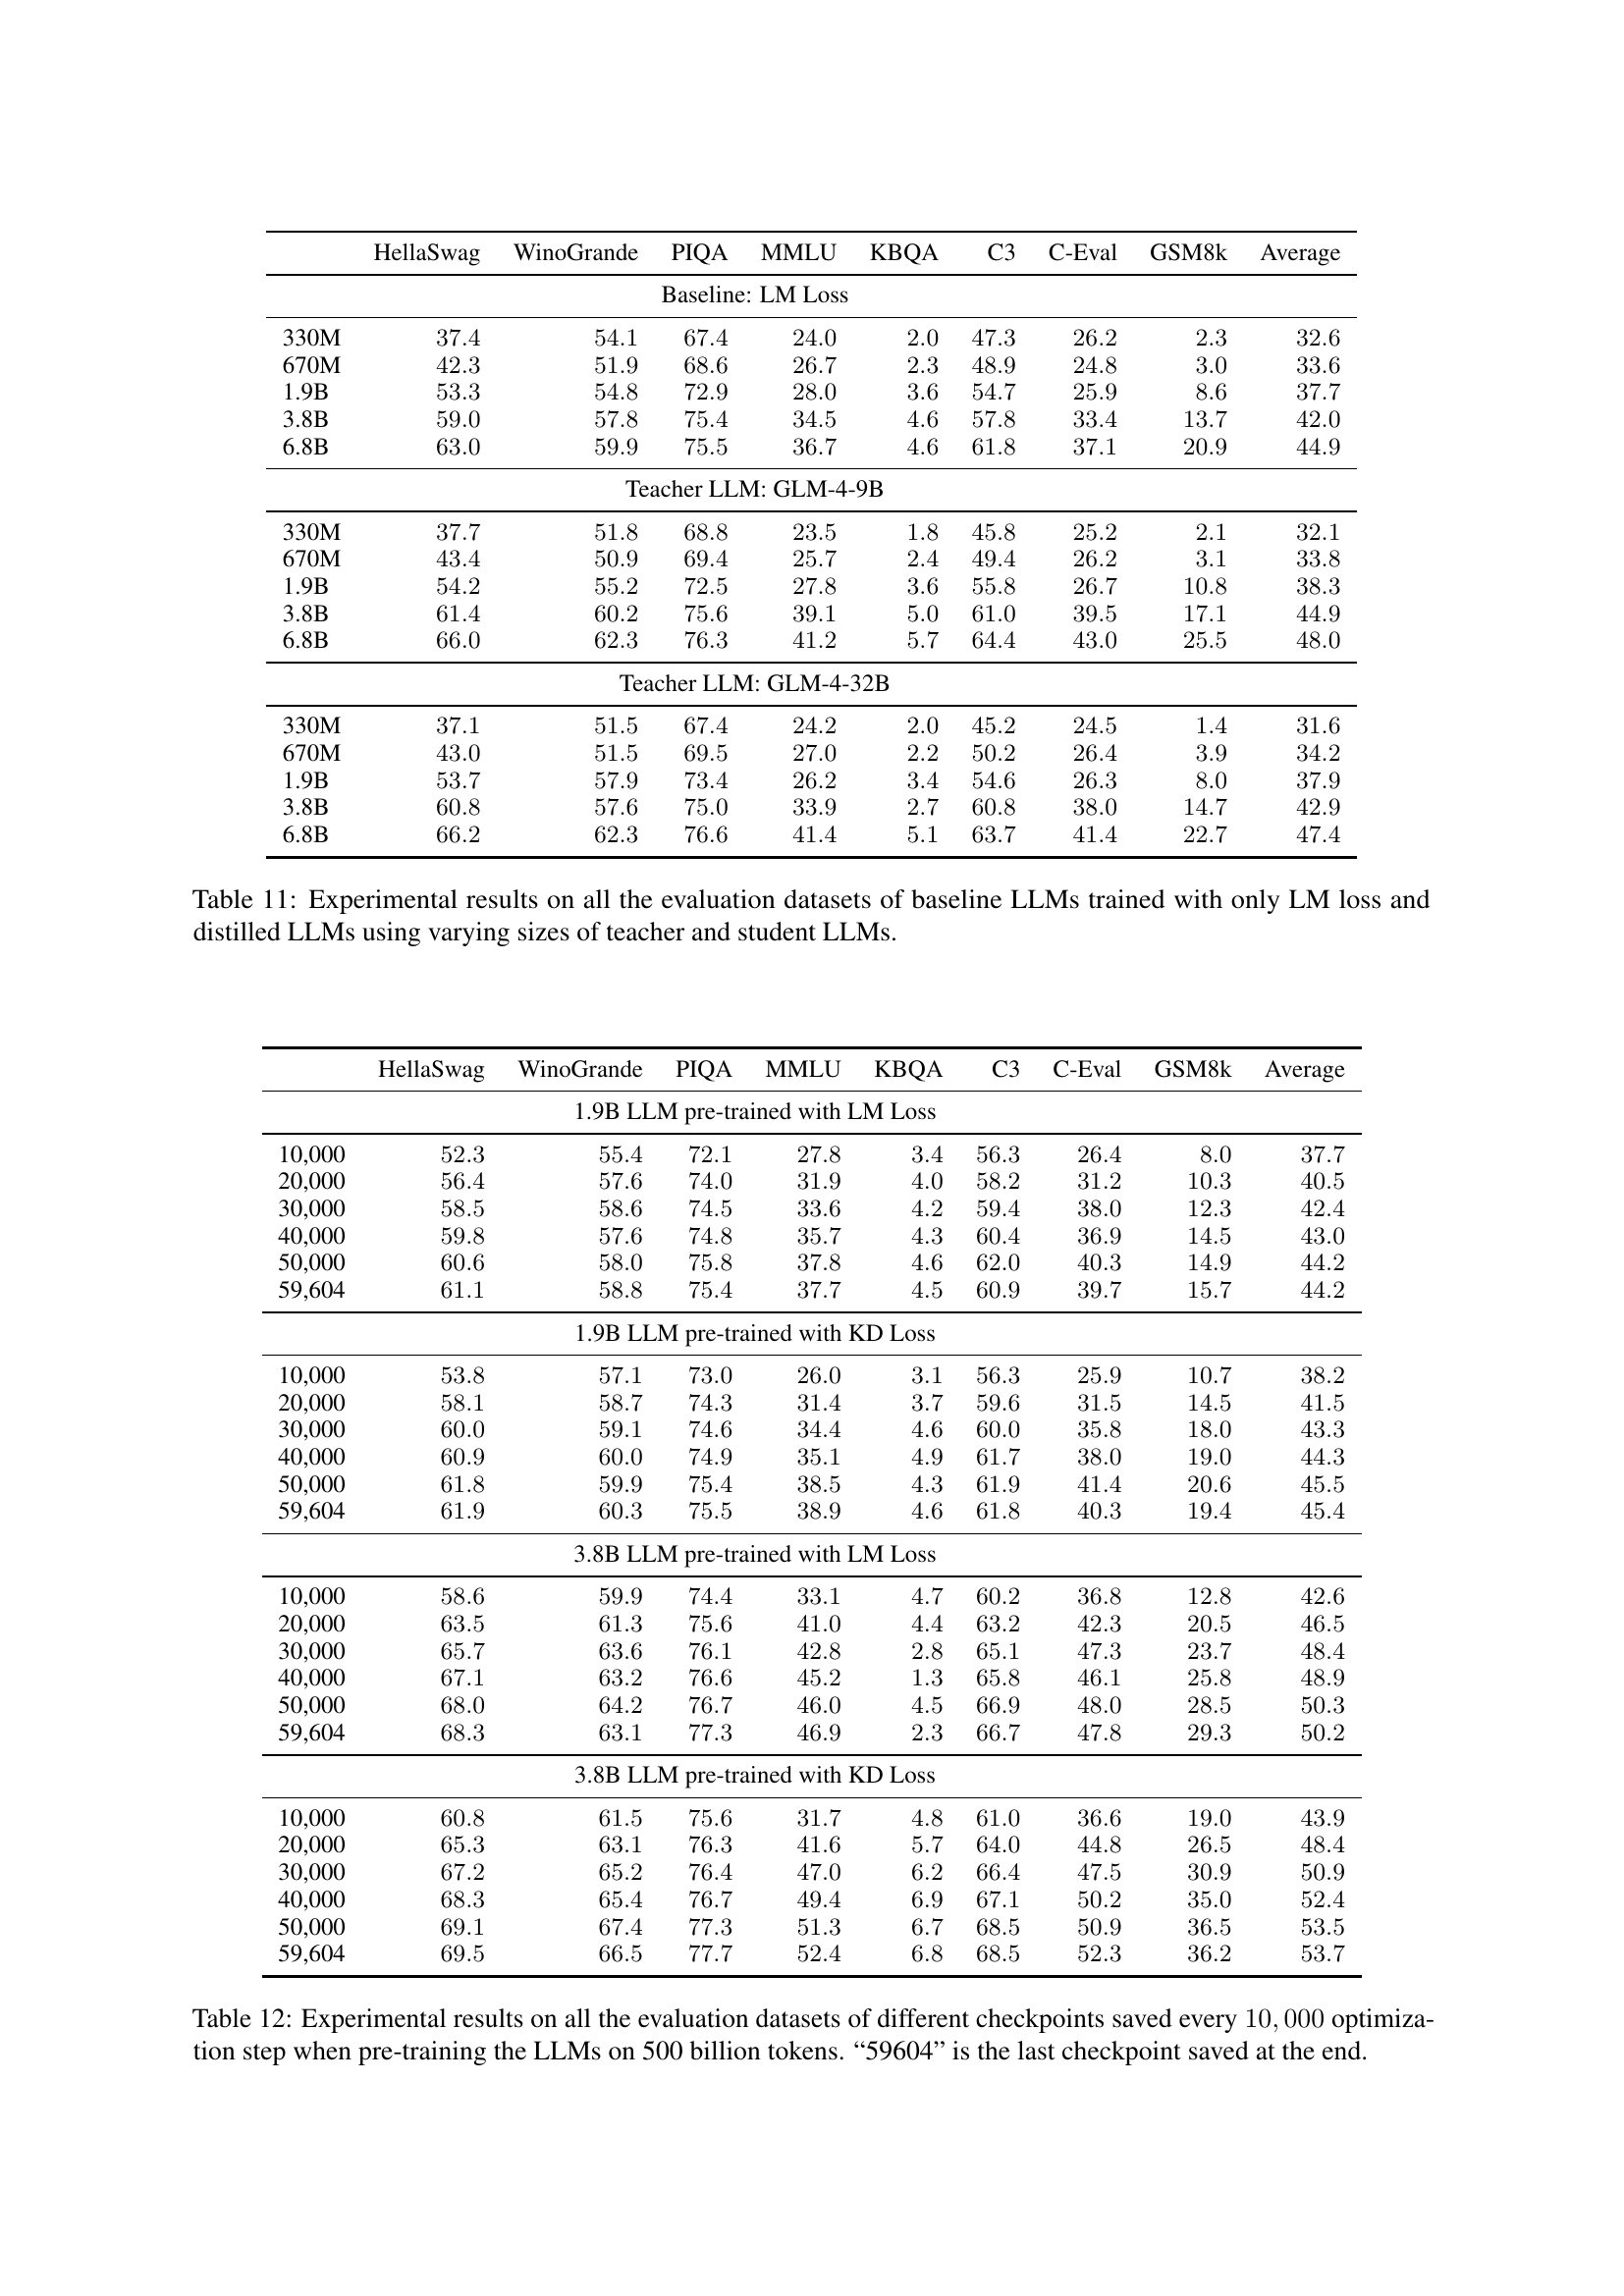 HellaSwag WinoGrande PIQA MMLU KBQA C3 C-Eval GSM8k Average
Baseline: LM Loss
330M 37.4 54.1 67.4 24.0 2.0 47.3 26.2 2.3 32.6
670M 42.3 51.9 68.6 26.7 2.3 48.9 24.8 3.0 33.6
1.9B 53.3 54.8 72.9 28.0 3.6 54.7 25.9 8.6 37.7
3.8B 59.0 57.8 75.4 34.5 4.6 57.8 33.4 13.7 42.0
6.8B 63.0 59.9 75.5 36.7 4.6 61.8 37.1 20.9 44.9
Teacher LLM: GLM-4-9B
330M 37.7 51.8 68.8 23.5 1.8 45.8 25.2 2.1 32.1
670M 43.4 50.9 69.4 25.7 2.4 49.4 26.2 3.1 33.8
1.9B 54.2 55.2 72.5 27.8 3.6 55.8 26.7 10.8 38.3
3.8B 61.4 60.2 75.6 39.1 5.0 61.0 39.5 17.1 44.9
6.8B 66.0 62.3 76.3 41.2 5.7 64.4 43.0 25.5 48.0
Teacher LLM: GLM-4-32B
330M 37.1 51.5 67.4 24.2 2.0 45.2 24.5 1.4 31.6
670M 43.0 51.5 69.5 27.0 2.2 50.2 26.4 3.9 34.2
1.9B 53.7 57.9 73.4 26.2 3.4 54.6 26.3 8.0 37.9
3.8B 60.8 57.6 75.0 33.9 2.7 60.8 38.0 14.7 42.9
6.8B 66.2 62.3 76.6 41.4 5.1 63.7 41.4 22.7 47.4
Table 11: Experimental results on all the evaluation datasets of baseline LLMs trained with only LM loss and
distilled LLMs using varying sizes of teacher and student LLMs.
HellaSwag WinoGrande PIQA MMLU KBQA C3 C-Eval GSM8k Average
1.9B LLM pre-trained with LM Loss
10,000 52.3 55.4 72.1 27.8 3.4 56.3 26.4 8.0 37.7
20,000 56.4 57.6 74.0 31.9 4.0 58.2 31.2 10.3 40.5
30,000 58.5 58.6 74.5 33.6 4.2 59.4 38.0 12.3 42.4
40,000 59.8 57.6 74.8 35.7 4.3 60.4 36.9 14.5 43.0
50,000 60.6 58.0 75.8 37.8 4.6 62.0 40.3 14.9 44.2
59,604 61.1 58.8 75.4 37.7 4.5 60.9 39.7 15.7 44.2
1.9B LLM pre-trained with KD Loss
10,000 53.8 57.1 73.0 26.0 3.1 56.3 25.9 10.7 38.2
20,000 58.1 58.7 74.3 31.4 3.7 59.6 31.5 14.5 41.5
30,000 60.0 59.1 74.6 34.4 4.6 60.0 35.8 18.0 43.3
40,000 60.9 60.0 74.9 35.1 4.9 61.7 38.0 19.0 44.3
50,000 61.8 59.9 75.4 38.5 4.3 61.9 41.4 20.6 45.5
59,604 61.9 60.3 75.5 38.9 4.6 61.8 40.3 19.4 45.4
3.8B LLM pre-trained with LM Loss
10,000 58.6 59.9 74.4 33.1 4.7 60.2 36.8 12.8 42.6
20,000 63.5 61.3 75.6 41.0 4.4 63.2 42.3 20.5 46.5
30,000 65.7 63.6 76.1 42.8 2.8 65.1 47.3 23.7 48.4
40,000 67.1 63.2 76.6 45.2 1.3 65.8 46.1 25.8 48.9
50,000 68.0 64.2 76.7 46.0 4.5 66.9 48.0 28.5 50.3
59,604 68.3 63.1 77.3 46.9 2.3 66.7 47.8 29.3 50.2
3.8B LLM pre-trained with KD Loss
10,000 60.8 61.5 75.6 31.7 4.8 61.0 36.6 19.0 43.9
20,000 65.3 63.1 76.3 41.6 5.7 64.0 44.8 26.5 48.4
30,000 67.2 65.2 76.4 47.0 6.2 66.4 47.5 30.9 50.9
40,000 68.3 65.4 76.7 49.4 6.9 67.1 50.2 35.0 52.4
50,000 69.1 67.4 77.3 51.3 6.7 68.5 50.9 36.5 53.5
59,604 69.5 66.5 77.7 52.4 6.8 68.5 52.3 36.2 53.7
Table 12: Experimental results on all the evaluation datasets of different checkpoints saved every 10, 000 optimiza-
tion step when pre-training the LLMs on 500 billion tokens. “59604” is the last checkpoint saved at the end.